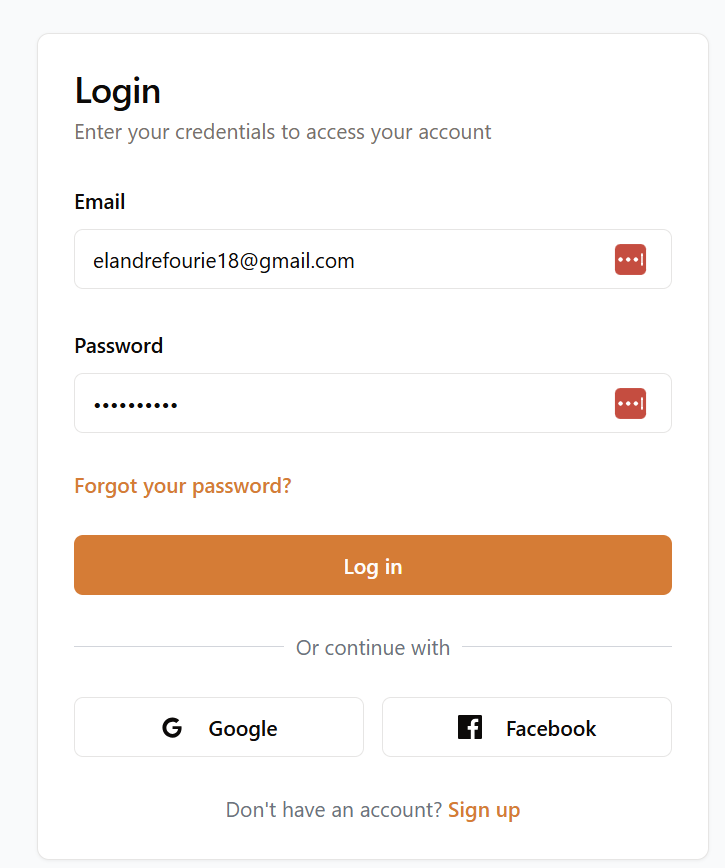 Login
Enter your credentials to access your account
Email
elandrefourie18@gmail.com
Password
••••••••••
Forgot your password?
Log in
Or continue with
Google
Facebook
Don't have an account? Sign up